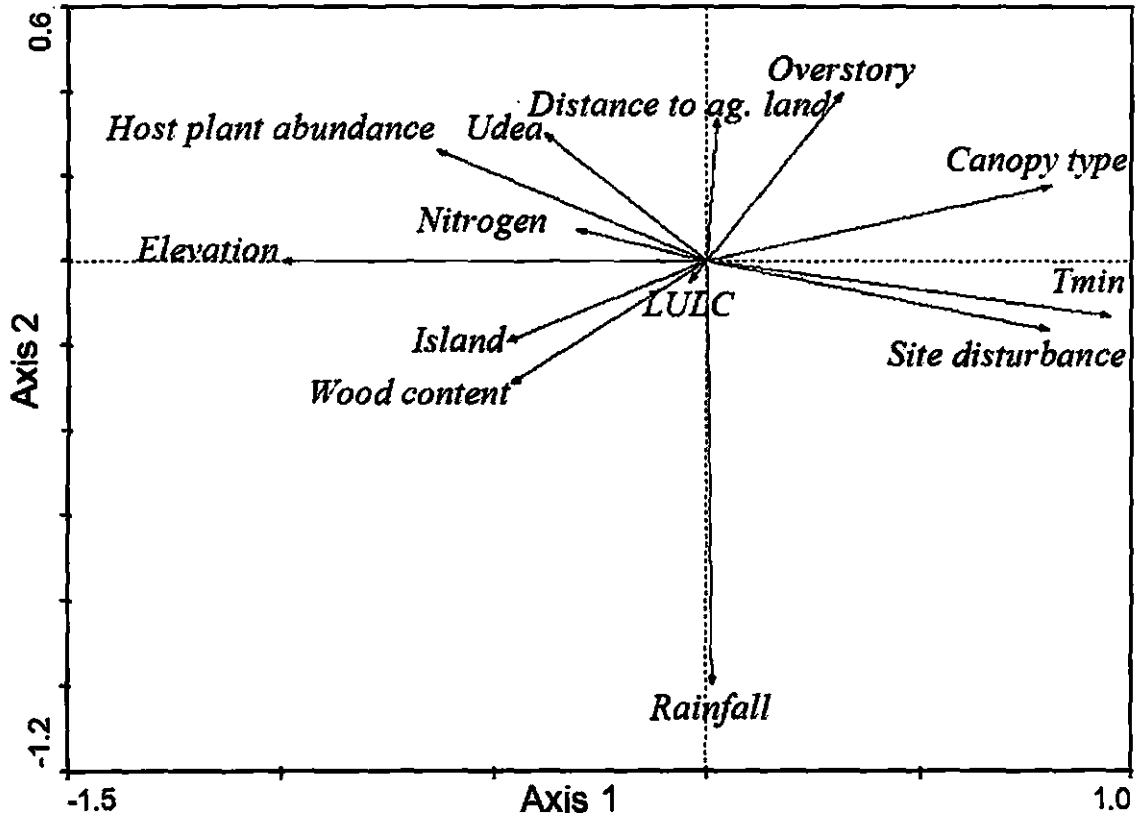 0.6
Overstory
Distance to ag. land
Host plant abundance
Udea
Canopy type
Nitrogen
Elevation
Tmin
LULC
Island
Site disturbance
Wood content
Axis 2
Rainfall
-1.2
-1.5
Axis 1
1.0